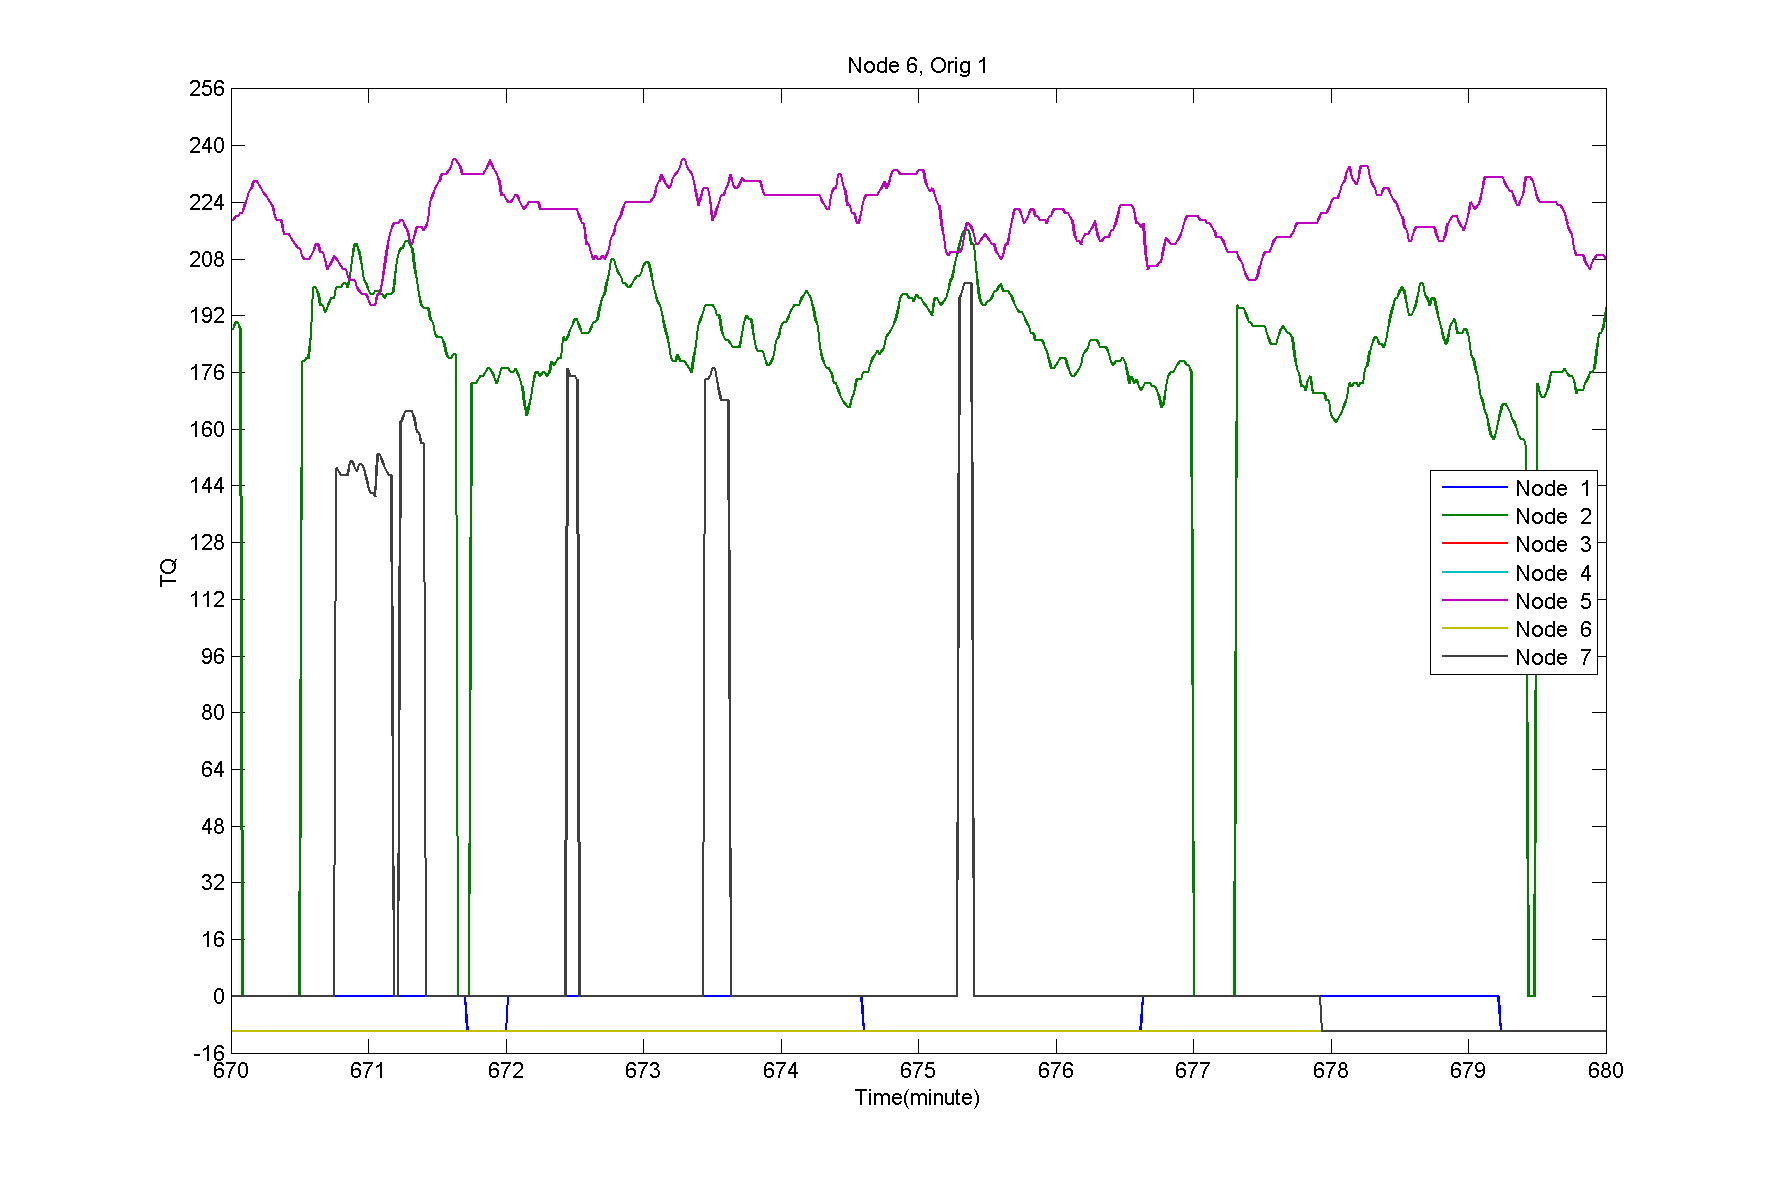 Node 6, Orig 1
256
240
224
208
192
176
160
144
128
112
96
80
64
48
32
16
0
-16
TQ
Node 1
Node 2
Node 3
Node 4
Node 5
Node 6
Node 7
670 671 672 673 674 675 676 677 678 679 680
Time(minute)